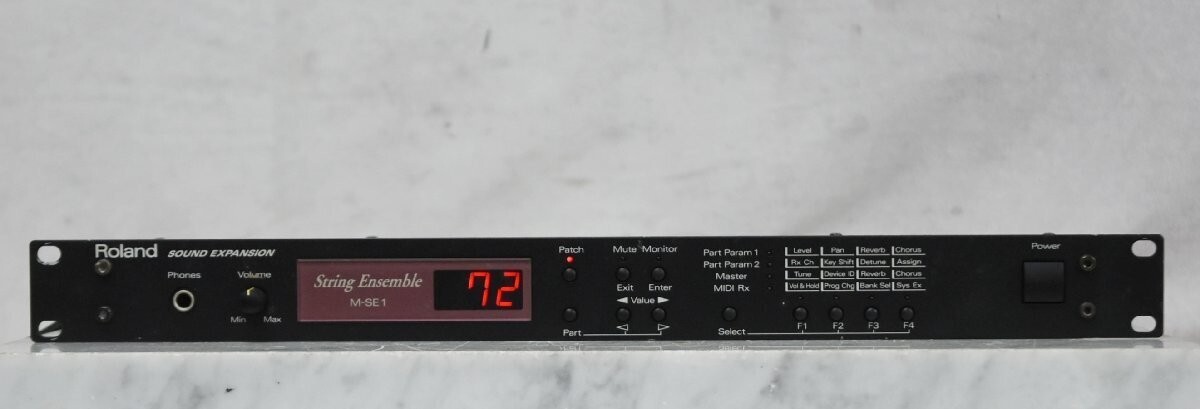 Roland SOUND EXPANSION
Phones
Volume
Min Max
String Ensemble
M-SE1
72
Patch
Mute Monitor
Exit Enter
Value
Part
Part Param 1 Level Pan Reverb Chorus
Part Param 2 Rx Ch Key Shift Detune Assign
Master Tune Device ID Reverb Chorus
MIDI Rx Vol & Hold Prog Chg Bank Sel Sys Ex
Select F1 F2 F3 F4
Power